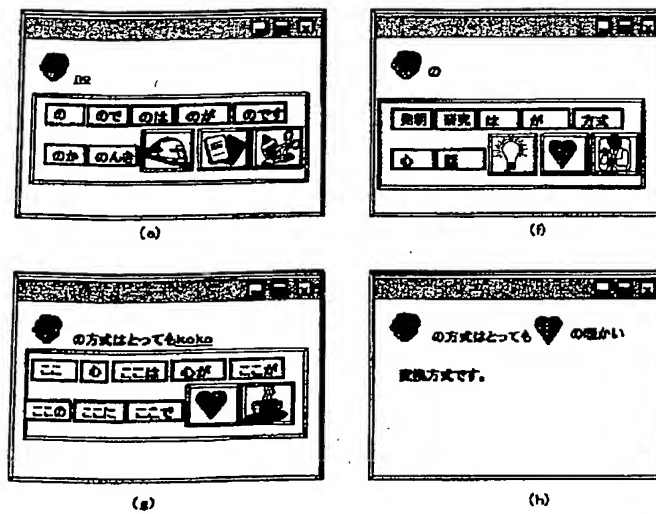 no
の ので のは のが のです
のか のんき
(e)
の
発明 研究 は が 方式
心 話
(f)
の方式はとってもkoko
ここ 心 ここは 心が ここが
ここの ここに ここで
(g)
の方式はとっても の暖かい
変換方式です。
(h)